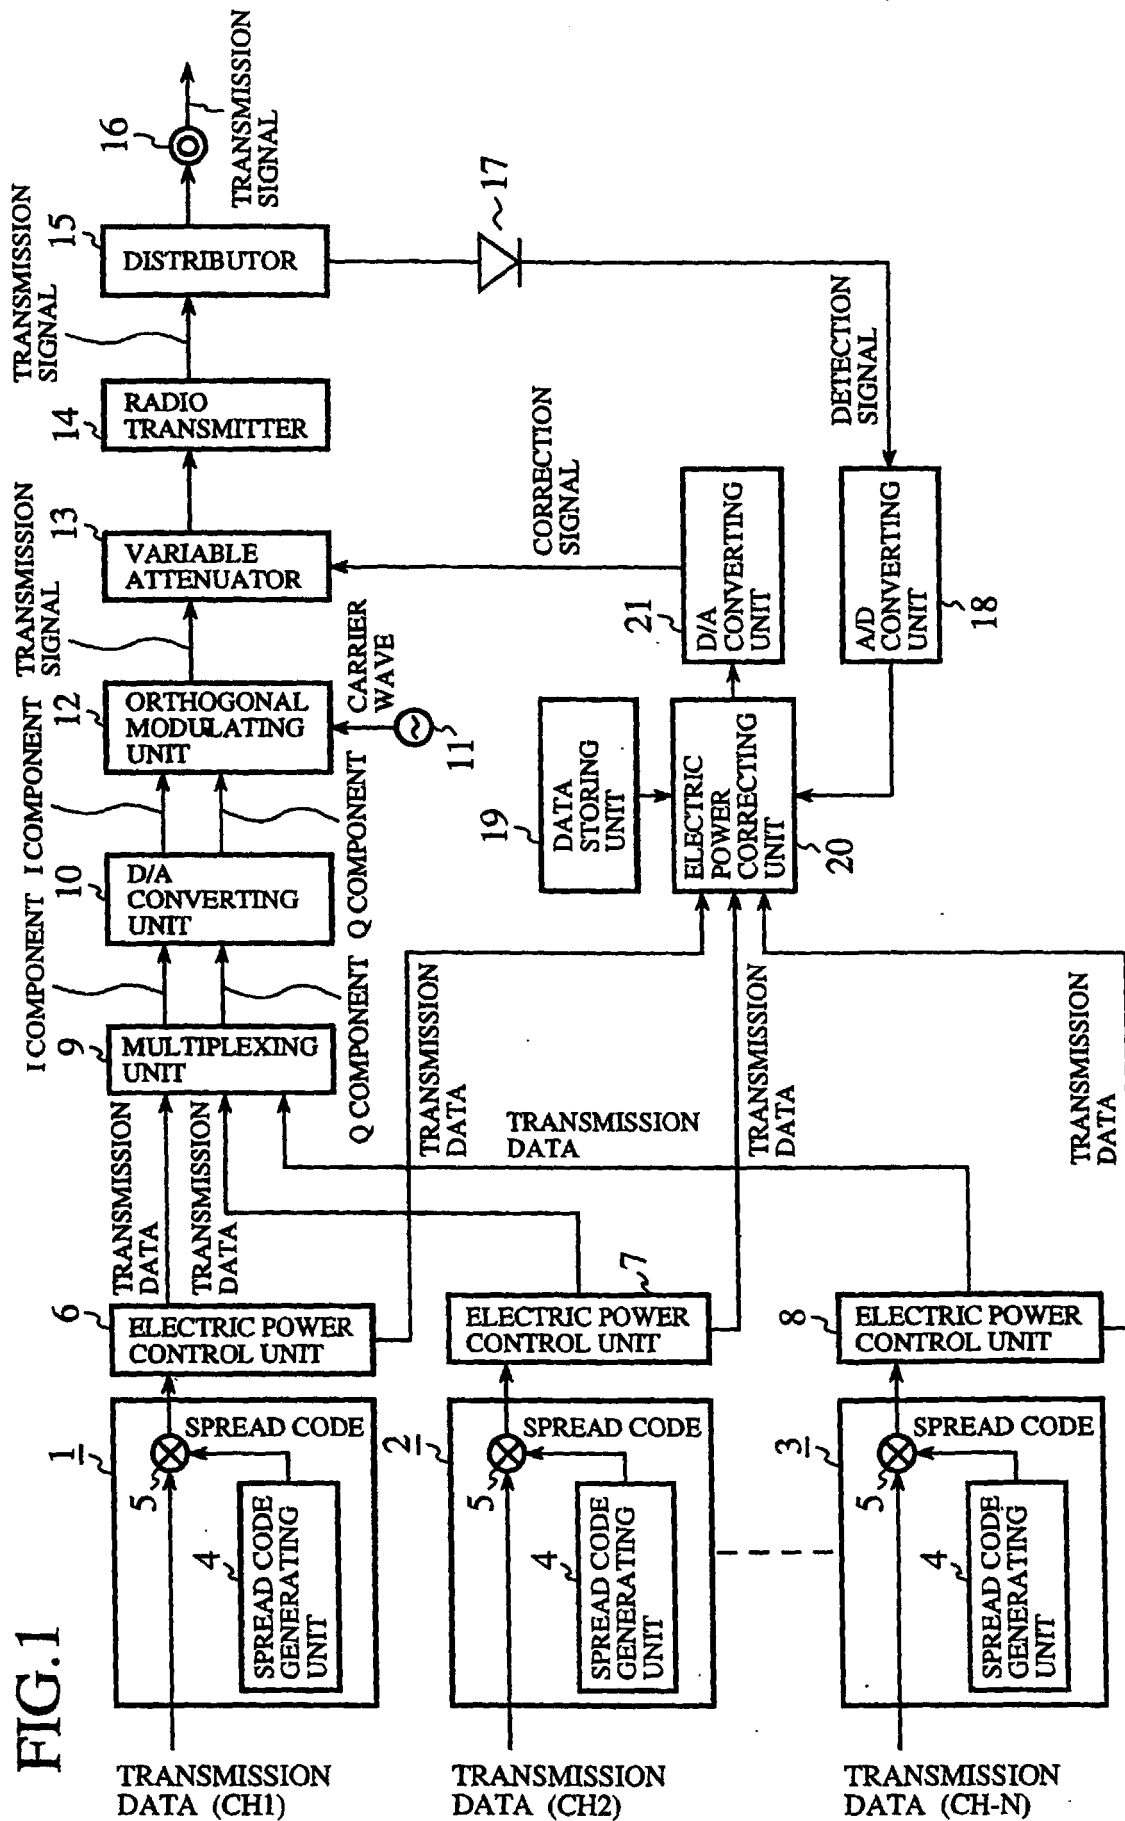 FIG.1
TRANSMISSION
DATA (CH1)
1
5
SPREAD CODE
4
SPREAD CODE
GENERATING
UNIT
6
ELECTRIC POWER
CONTROL UNIT
TRANSMISSION
DATA
TRANSMISSION
DATA
9
MULTIPLEXING
UNIT
I COMPONENT
Q COMPONENT
10
D/A
CONVERTING
UNIT
I COMPONENT
Q COMPONENT
12
ORTHOGONAL
MODULATING
UNIT
CARRIER
WAVE
11
TRANSMISSION
SIGNAL
13
VARIABLE
ATTENUATOR
14
RADIO
TRANSMITTER
TRANSMISSION
SIGNAL
15
DISTRIBUTOR
16
TRANSMISSION
SIGNAL
17
TRANSMISSION
DATA (CH2)
2
5
SPREAD CODE
4
SPREAD CODE
GENERATING
UNIT
7
ELECTRIC POWER
CONTROL UNIT
TRANSMISSION
DATA
TRANSMISSION
DATA
TRANSMISSION
DATA
19
DATA
STORING
UNIT
20
ELECTRIC
POWER
CORRECTING
UNIT
21
D/A
CONVERTING
UNIT
CORRECTION
SIGNAL
18
A/D
CONVERTING
UNIT
DETECTION
SIGNAL
TRANSMISSION
DATA (CH-N)
3
5
SPREAD CODE
4
SPREAD CODE
GENERATING
UNIT
8
ELECTRIC POWER
CONTROL UNIT
TRANSMISSION
DATA